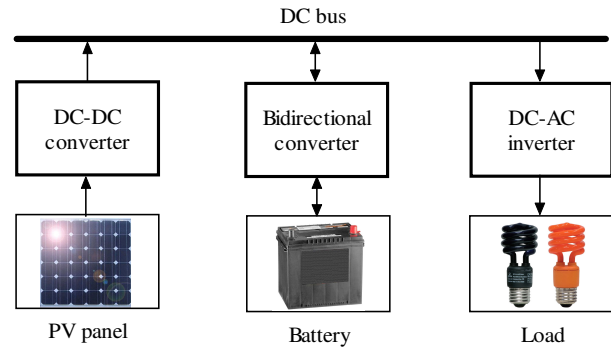 DC bus
DC-DC
converter
Bidirectional
converter
DC-AC
inverter
PV panel
Battery
Load